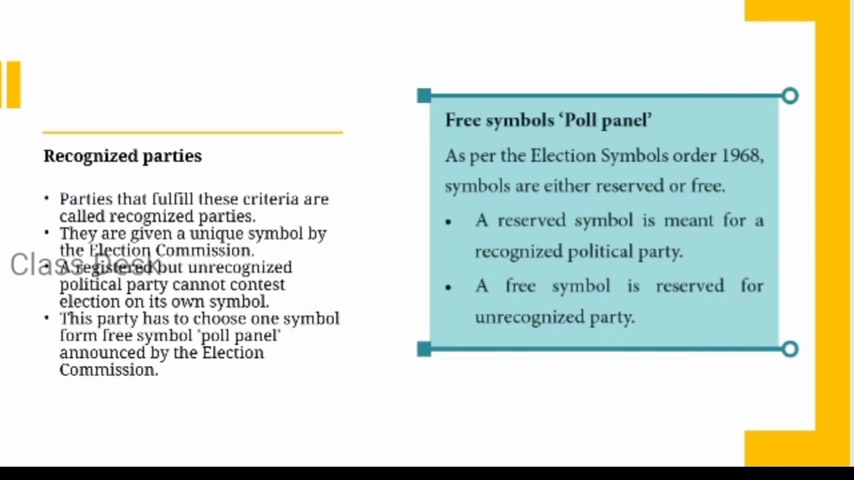 Recognized parties
• Parties that fulfill these criteria are
called recognized parties.
• They are given a unique symbol by
the Election Commission.
Class Desk
• A registered but unrecognized
political party cannot contest
election on its own symbol.
• This party has to choose one symbol
form free symbol 'poll panel'
announced by the Election
Commission.
Free symbols ‘Poll panel’
As per the Election Symbols order 1968,
symbols are either reserved or free.
• A reserved symbol is meant for a
recognized political party.
• A free symbol is reserved for
unrecognized party.